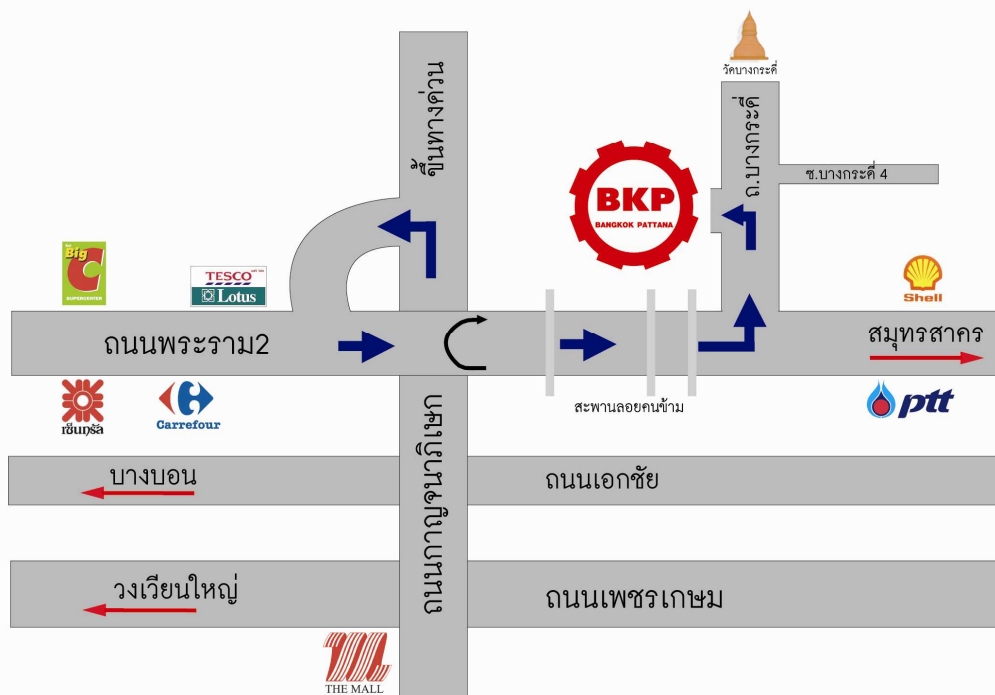 วัดบางกระดี่
ขึ้นทางด่วน
ถ.บางกระดี่
ซ.บางกระดี่ 4
BKP
BANGKOK PATTANA
Big
C
SUPERCENTER
TESCO
Lotus
Shell
ถนนพระราม2
สมุทรสาคร
เซ็นทรัล
Carrefour
สะพานลอยคนข้าม
ptt
ถนนกาญจนาภิเษก
บางบอน
ถนนเอกชัย
วงเวียนใหญ่
ถนนเพชรเกษม
THE MALL